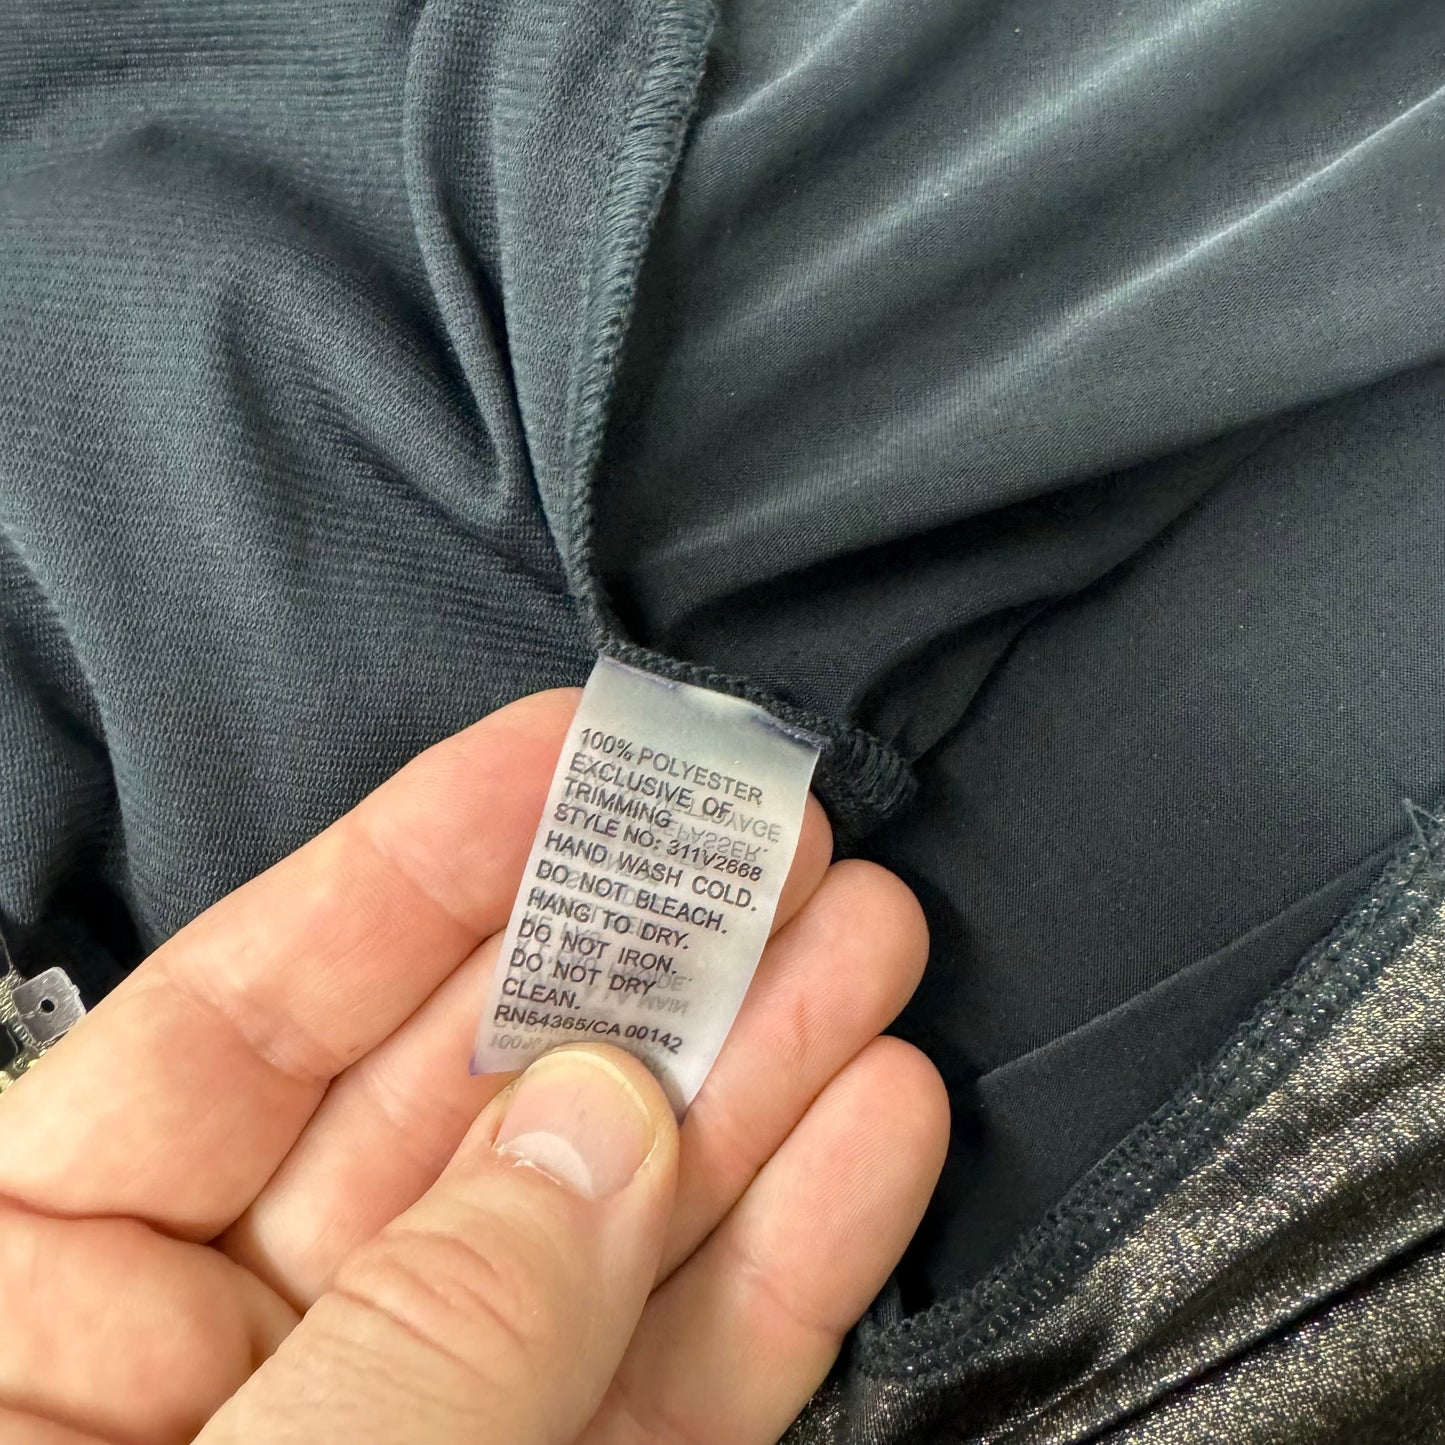 100% POLYESTER
EXCLUSIVE OF
TRIMMING
STYLE NO: 311V2668
HAND WASH COLD.
DO NOT BLEACH.
HANG TO DRY.
DO NOT IRON.
DO NOT DRY
CLEAN.
RN54365/CA 00142